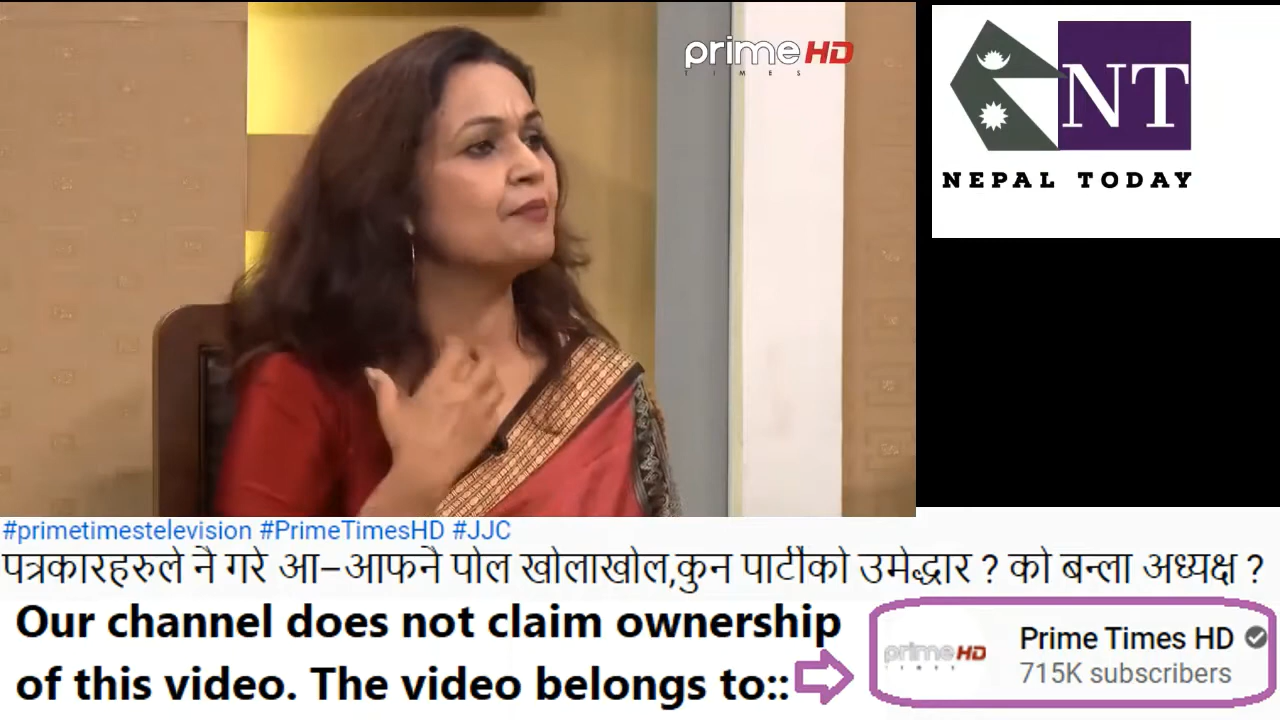 prime HD
TIMES
NT
NEPAL TODAY
#primetimestelevision #PrimeTimesHD #JJC
पत्रकारहरुले नै गरे आ–आफनै पोल खोलाखोल,कुन पार्टीको उमेद्धार ? को बन्ला अध्यक्ष ?
Our channel does not claim ownership
of this video. The video belongs to::
prime HD
TIMES
Prime Times HD
715K subscribers